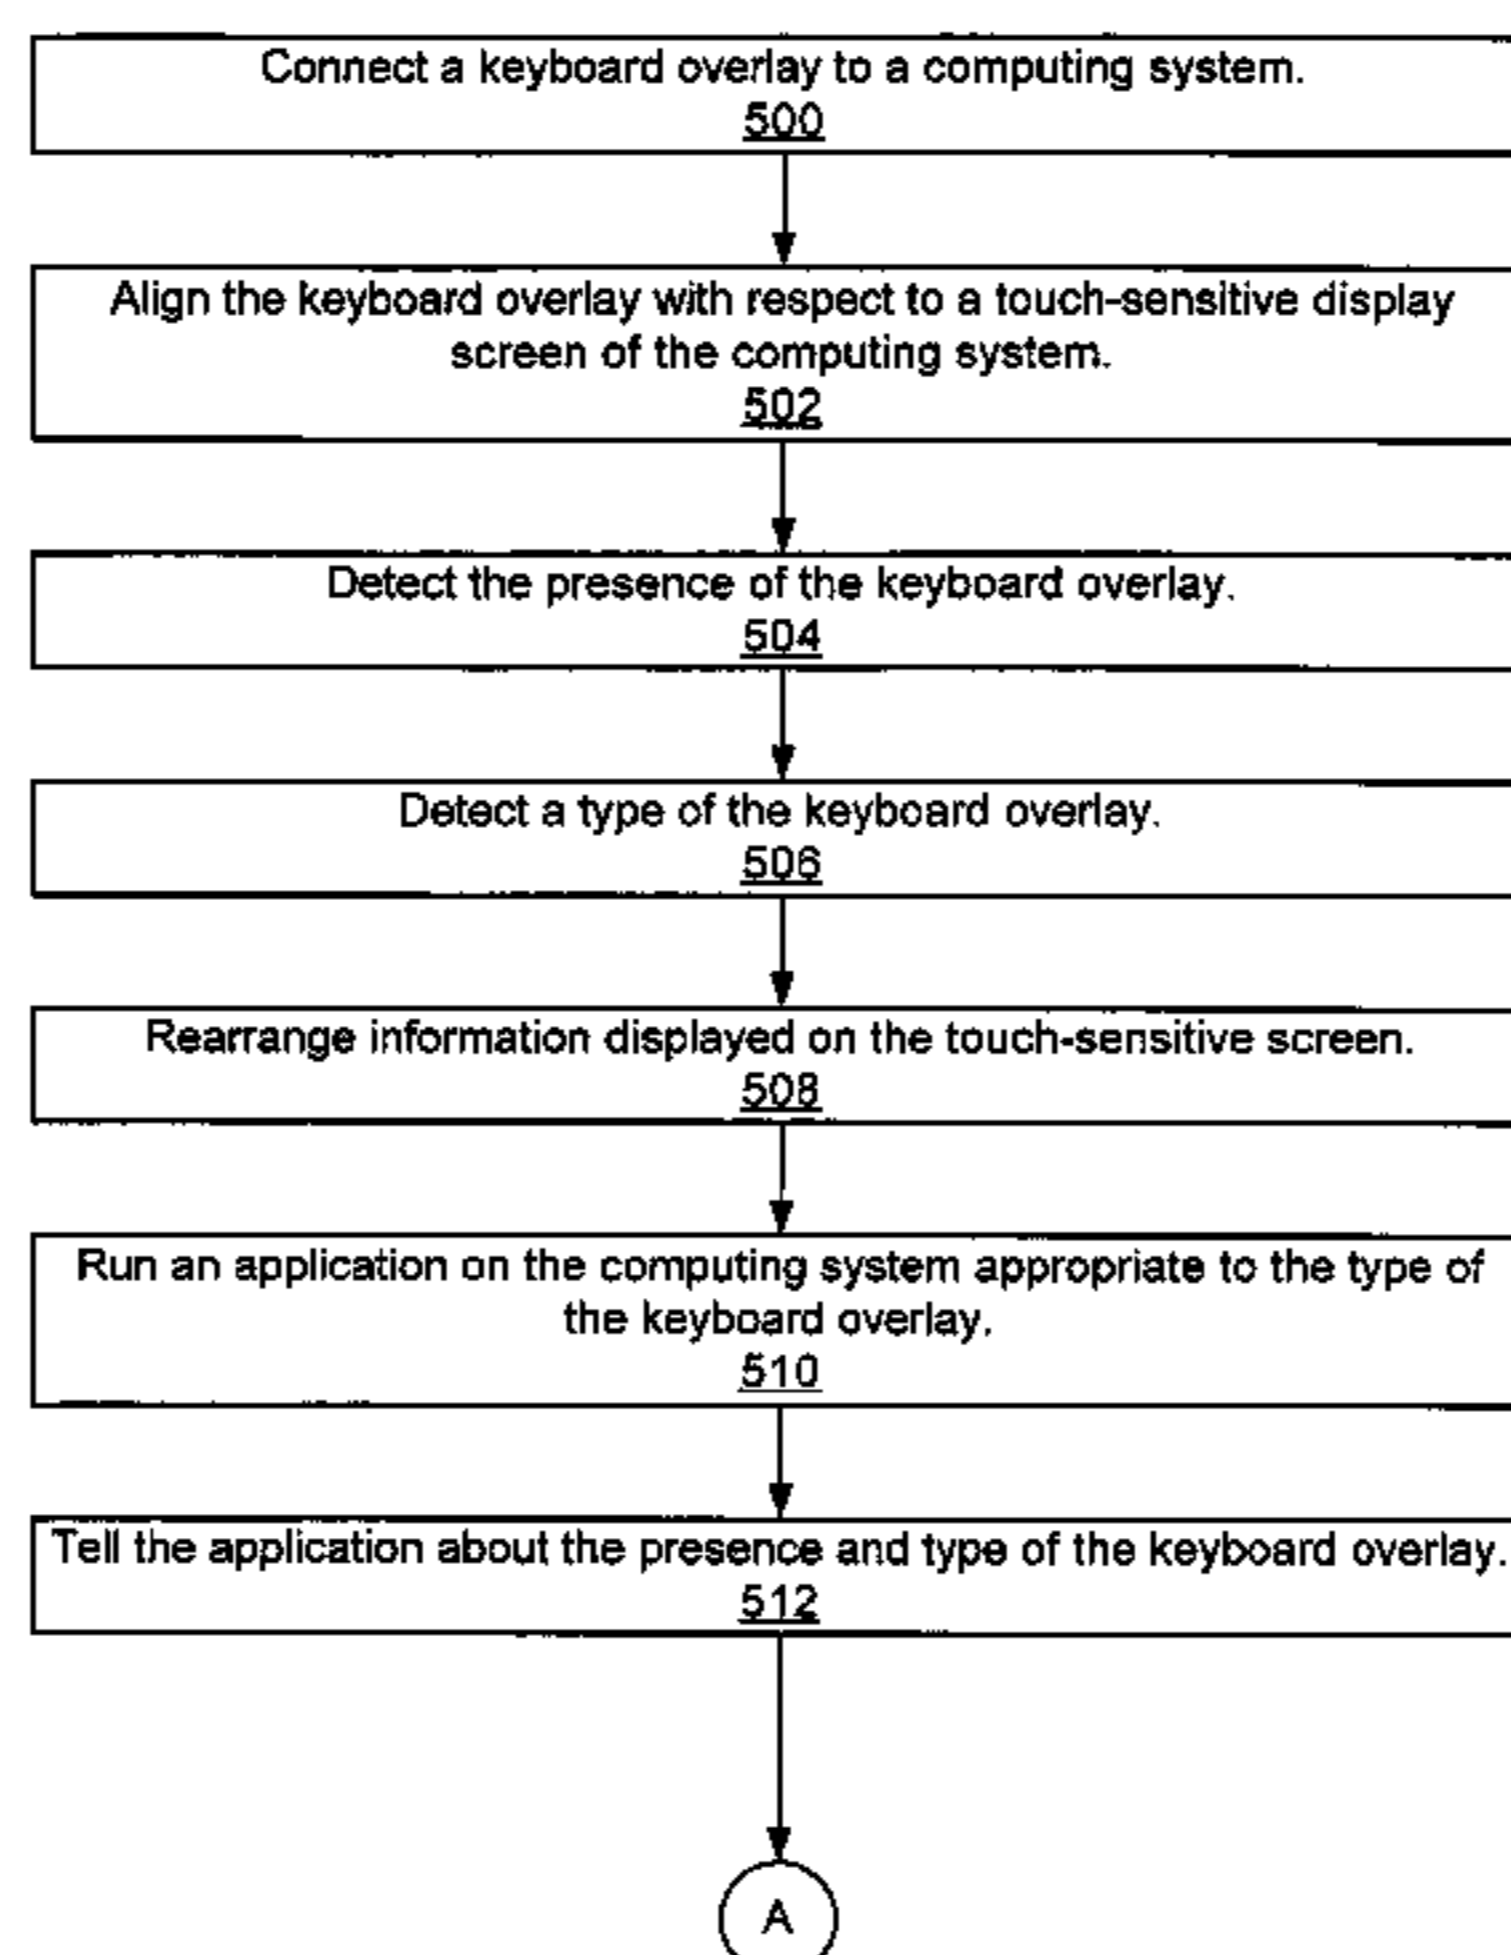 Connect a keyboard overlay to a computing system.
500
Align the keyboard overlay with respect to a touch-sensitive display
screen of the computing system.
502
Detect the presence of the keyboard overlay.
504
Detect a type of the keyboard overlay.
506
Rearrange information displayed on the touch-sensitive screen.
508
Run an application on the computing system appropriate to the type of
the keyboard overlay.
510
Tell the application about the presence and type of the keyboard overlay.
512
A